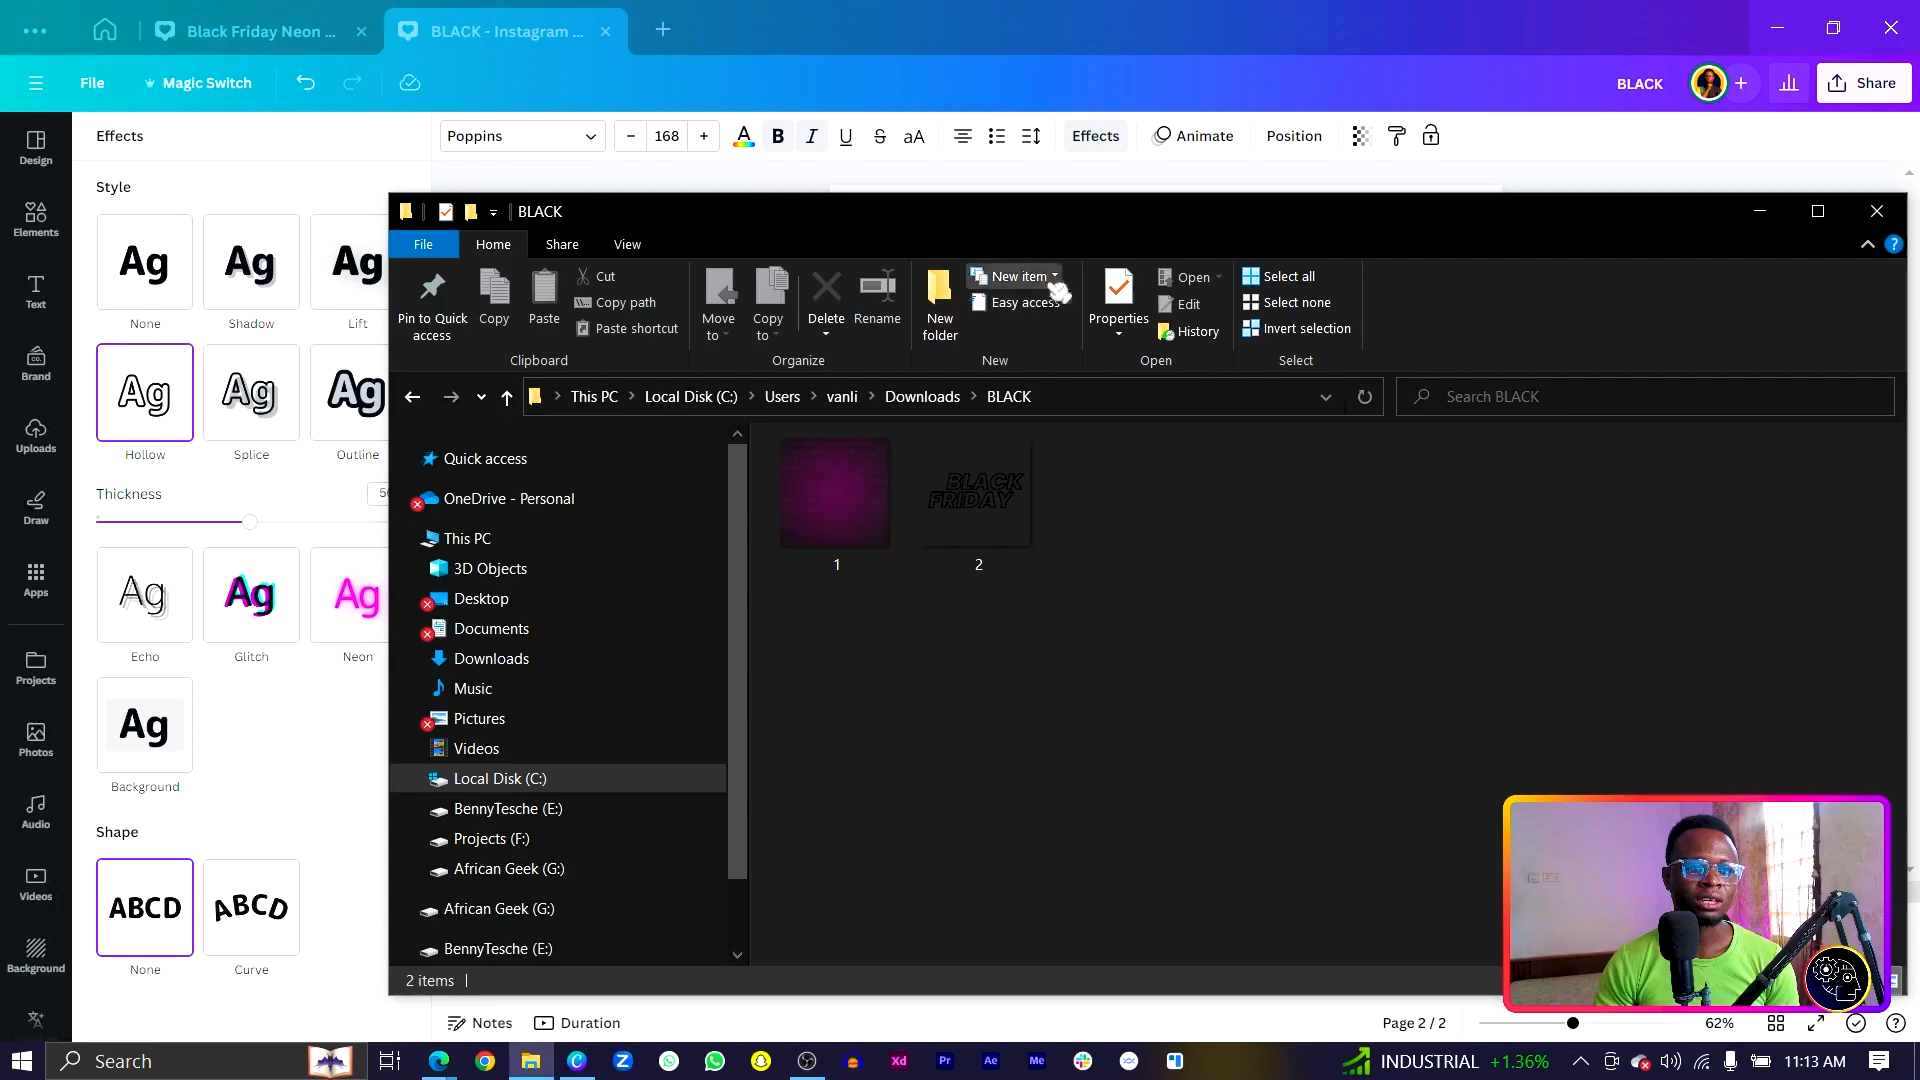 Black Friday Neon ...
BLACK - Instagram ...
File
Magic Switch
BLACK
Share
Effects
Poppins
168
B
I
U
S
aA
Effects
Animate
Position
Design
Elements
Text
Brand
Uploads
Draw
Apps
Projects
Photos
Audio
Videos
Background
Style
Ag
Ag
Ag
None
Shadow
Lift
Ag
Ag
Ag
Hollow
Splice
Outline
Thickness
Ag
Ag
Ag
Echo
Glitch
Neon
Ag
Background
Shape
ABCD
ABCD
None
Curve
BLACK
File
Home
Share
View
Pin to Quick
access
Copy
Paste
Cut
Copy path
Paste shortcut
Clipboard
Move
to
Copy
to
Delete
Rename
Organize
New
folder
New item
Easy access
New
Properties
Open
Edit
History
Open
Select all
Select none
Invert selection
Select
This PC
Local Disk (C:)
Users
vanli
Downloads
BLACK
Search BLACK
Quick access
OneDrive - Personal
This PC
3D Objects
Desktop
Documents
Downloads
Music
Pictures
Videos
Local Disk (C:)
BennyTesche (E:)
Projects (F:)
African Geek (G:)
African Geek (G:)
BennyTesche (E:)
BLACK
FRIDAY
1
2
2 items
Notes
Duration
Page 2 / 2
62%
Search
Xd
Pr
Ae
Me
INDUSTRIAL +1.36%
11:13 AM